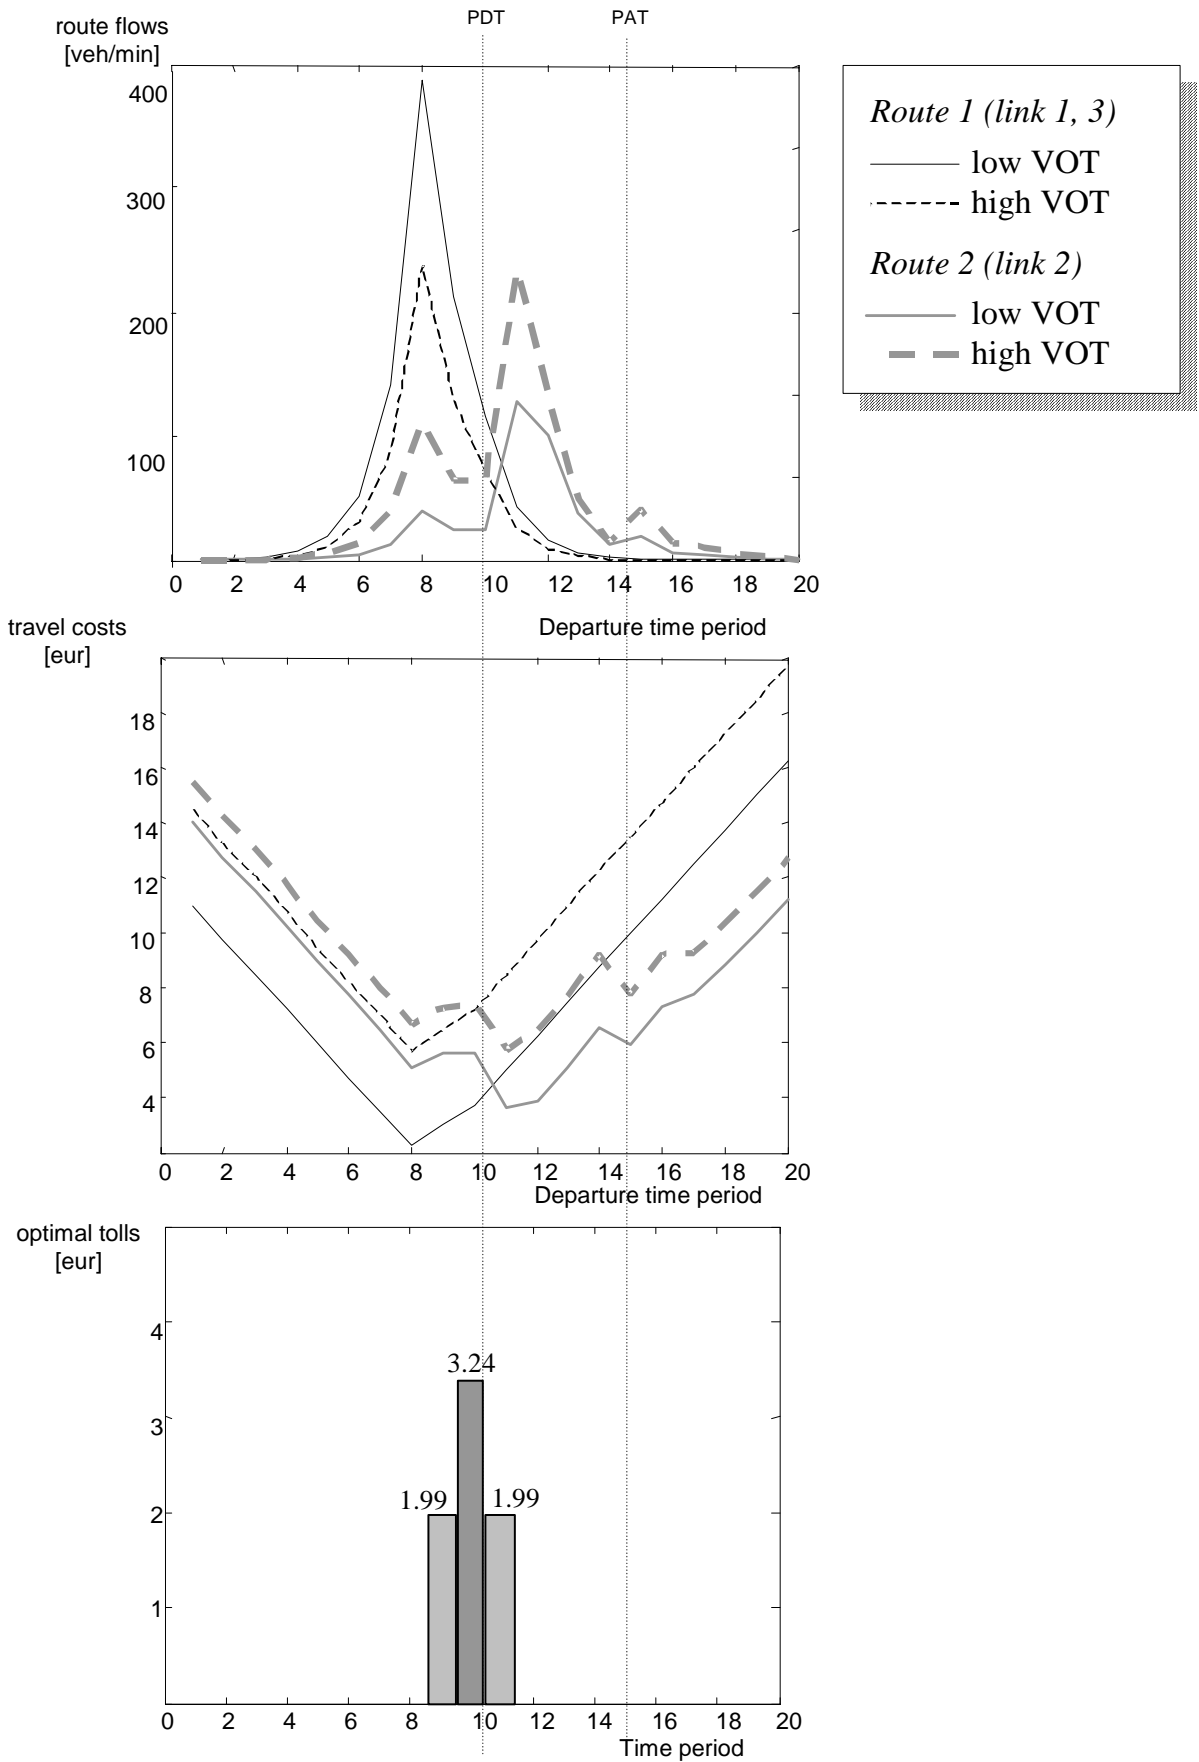 PDT PAT
route flows
[veh/min]
400
300
200
100
0 2 4 6 8 10 12 14 16 18 20
Departure time period
Route 1 (link 1, 3)
low VOT
high VOT
Route 2 (link 2)
low VOT
high VOT
travel costs
[eur]
18
16
14
12
10
8
6
4
0 2 4 6 8 10 12 14 16 18 20
Departure time period
optimal tolls
[eur]
4
3
2
1
3.24
1.99 1.99
0 2 4 6 8 10 12 14 16 18 20
Time period